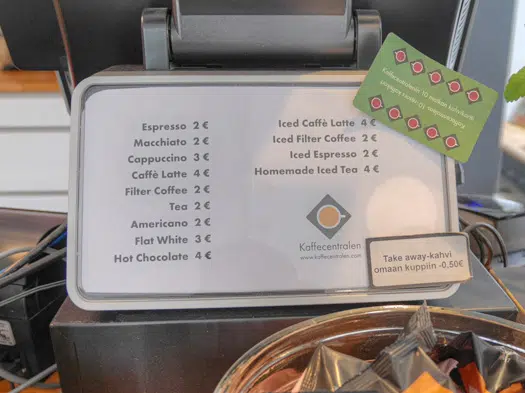 Espresso 2 €
Macchiato 2 €
Cappuccino 3 €
Caffè Latte 4 €
Filter Coffee 2 €
Tea 2 €
Americano 2 €
Flat White 3 €
Hot Chocolate 4 €
Iced Caffè Latte 4 €
Iced Filter Coffee 2 €
Iced Espresso 2 €
Homemade Iced Tea 4 €
Kaffecentralen
www.kaffecentralen.com
Take away-kahvi
omaan kuppiin -0,50€
Kaffecentralenin 10